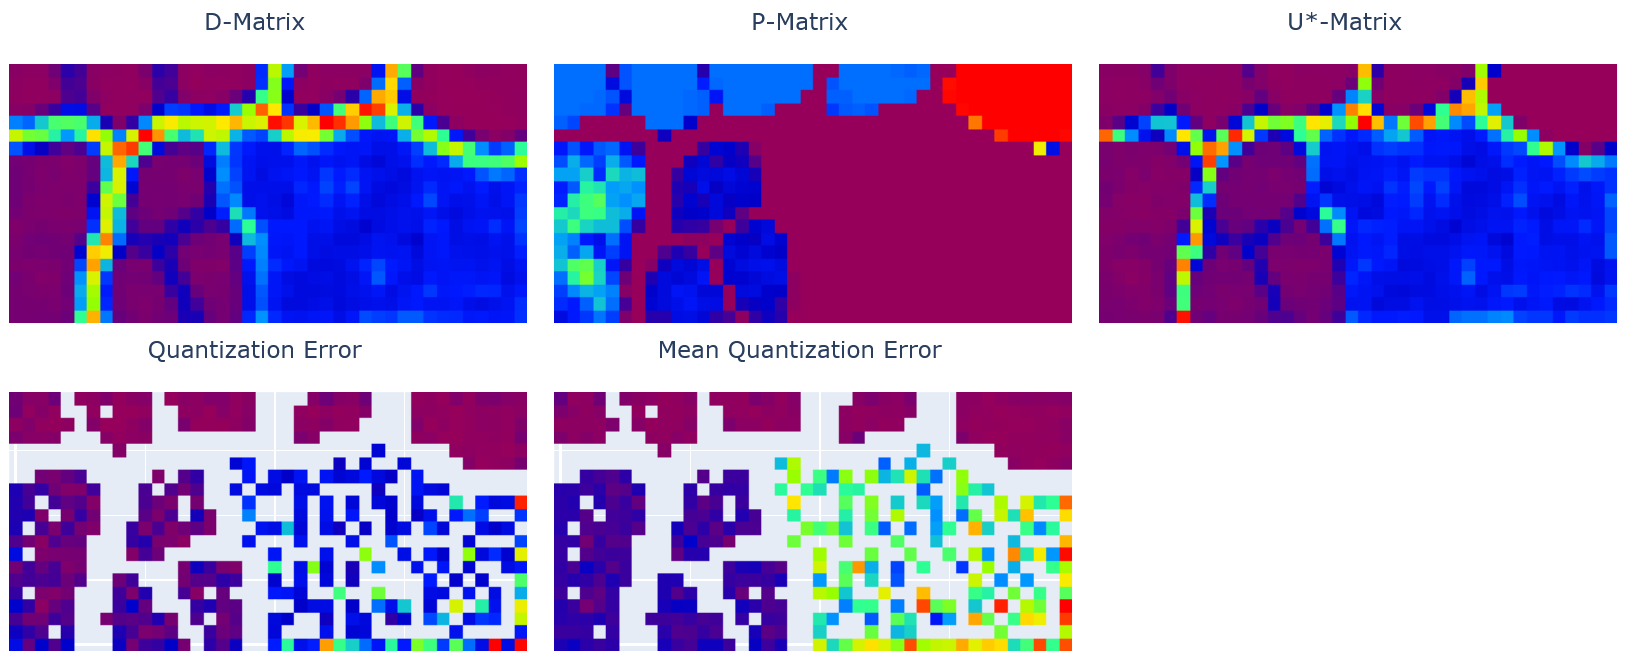 D-Matrix
P-Matrix
U*-Matrix
Quantization Error
Mean Quantization Error